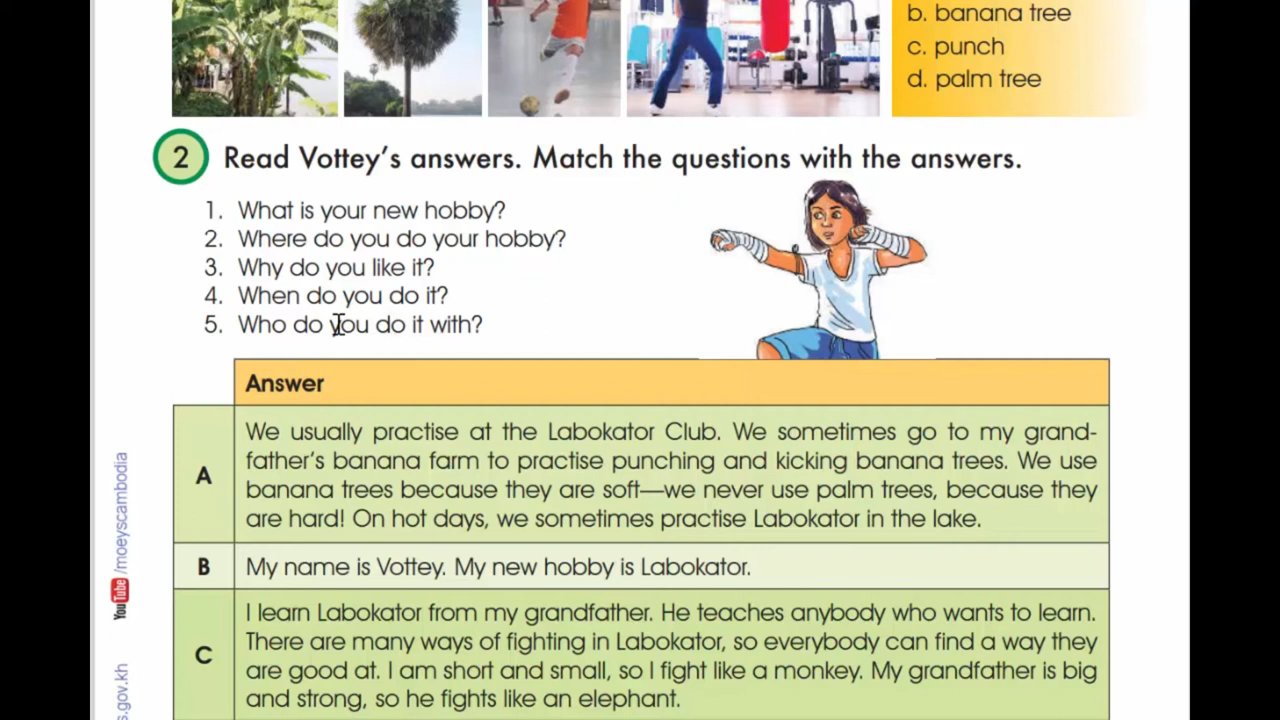 b. banana tree
c. punch
d. palm tree
2 Read Vottey's answers. Match the questions with the answers.
1. What is your new hobby?
2. Where do you do your hobby?
3. Why do you like it?
4. When do you do it?
5. Who do you do it with?
Answer
A
We usually practise at the Labokator Club. We sometimes go to my grand-
father's banana farm to practise punching and kicking banana trees. We use
banana trees because they are soft—we never use palm trees, because they
are hard! On hot days, we sometimes practise Labokator in the lake.
B My name is Vottey. My new hobby is Labokator.
C
I learn Labokator from my grandfather. He teaches anybody who wants to learn.
There are many ways of fighting in Labokator, so everybody can find a way they
are good at. I am short and small, so I fight like a monkey. My grandfather is big
and strong, so he fights like an elephant.
YouTube /moeyscambodia
s.gov.kh